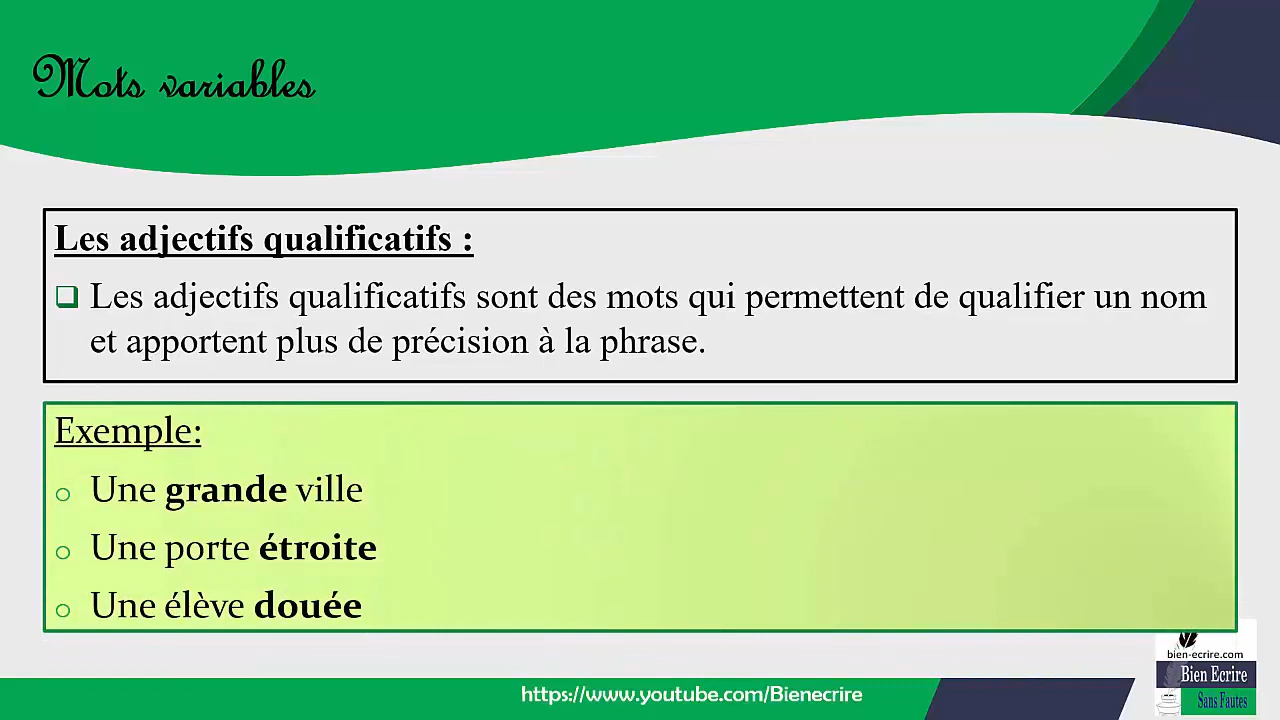 Mots variables
Les adjectifs qualificatifs :
Les adjectifs qualificatifs sont des mots qui permettent de qualifier un nom
et apportent plus de précision à la phrase.
Exemple:
Une grande ville
Une porte étroite
Une élève douée
bien-ecrire.com
Bien Ecrire
Sans Fautes
https://www.youtube.com/Bienecrire